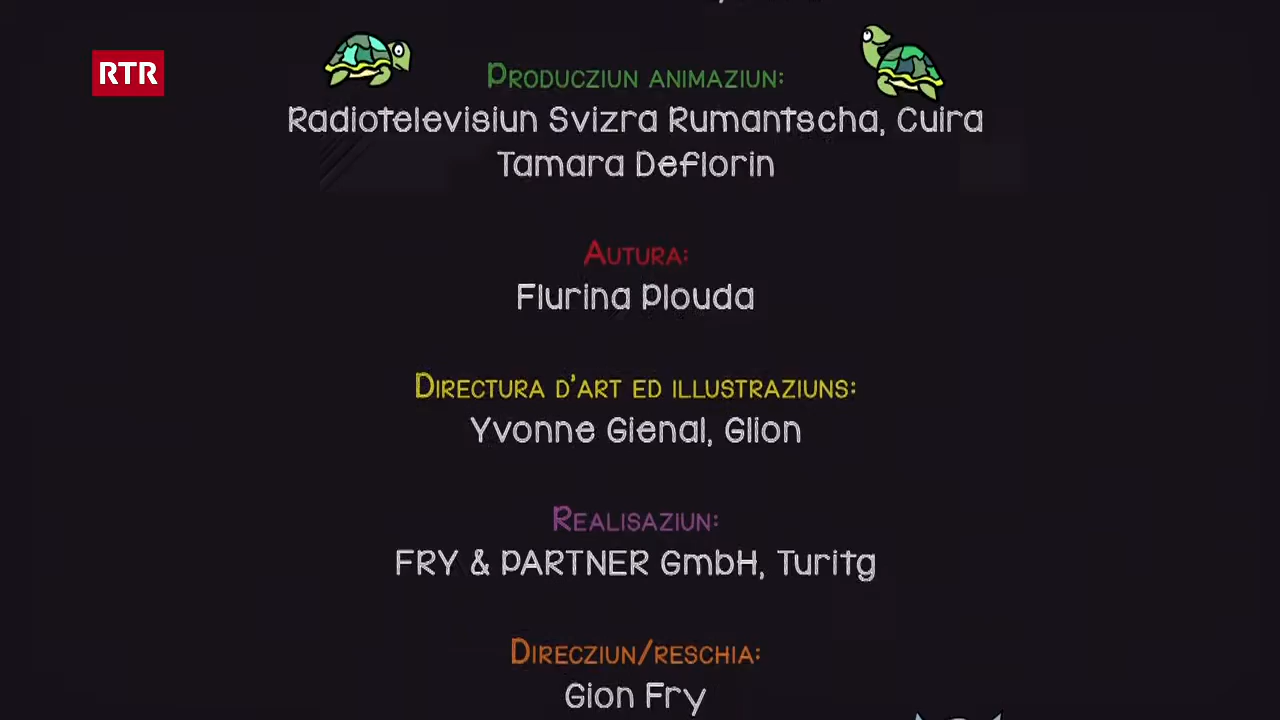 RTR
Producziun animaziun:
Radiotelevisiun Svizra Rumantscha, Cuira
Tamara Deflorin
Autura:
Flurina Plouda
Directura d'art ed illustraziuns:
Yvonne Gienal, Glion
Realisaziun:
FRY & PARTNER GmbH, Turitg
Direcziun/reschia:
Gion Fry